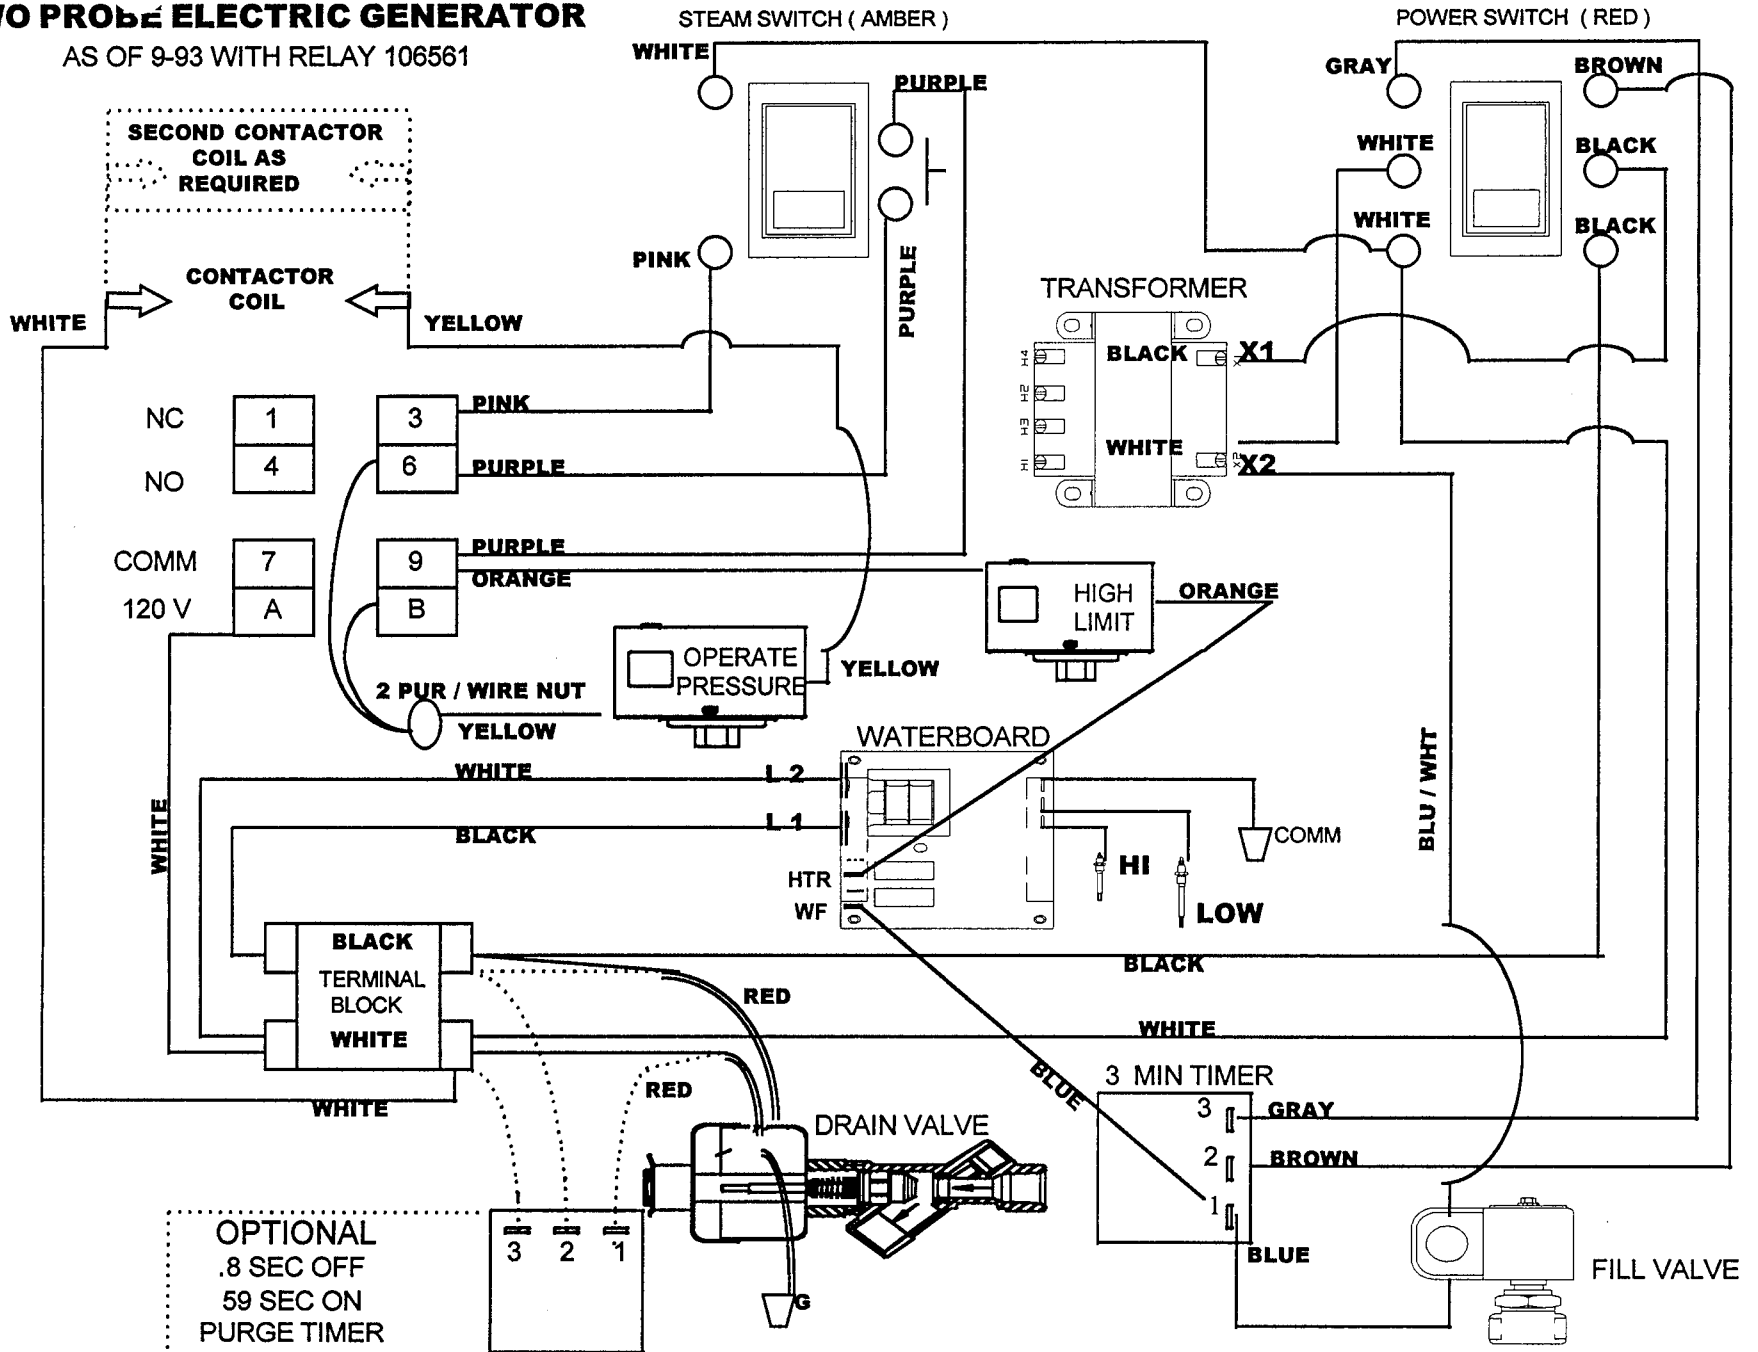 O PROBE ELECTRIC GENERATOR
AS OF 9-93 WITH RELAY 106561
STEAM SWITCH ( AMBER )
POWER SWITCH ( RED )
WHITE
PURPLE
GRAY
BROWN
SECOND CONTACTOR
COIL AS
REQUIRED
WHITE
BLACK
WHITE
BLACK
PINK
PURPLE
CONTACTOR
COIL
WHITE
YELLOW
TRANSFORMER
H4
BLACK
X1
H2
H3
WHITE
H1
X2
NC
1
3
PINK
NO
4
6
PURPLE
COMM
7
9
PURPLE
ORANGE
120 V
A
B
HIGH
LIMIT
ORANGE
OPERATE
PRESSURE
YELLOW
2 PUR / WIRE NUT
YELLOW
WATERBOARD
WHITE
L 2
BLACK
L 1
WHITE
COMM
BLU / WHT
HTR
HI
WF
LOW
BLACK
TERMINAL
BLOCK
WHITE
BLACK
RED
WHITE
RED
BLUE
WHITE
3 MIN TIMER
3
GRAY
2
BROWN
1
BLUE
DRAIN VALVE
FILL VALVE
G
OPTIONAL
.8 SEC OFF
59 SEC ON
PURGE TIMER
3
2
1